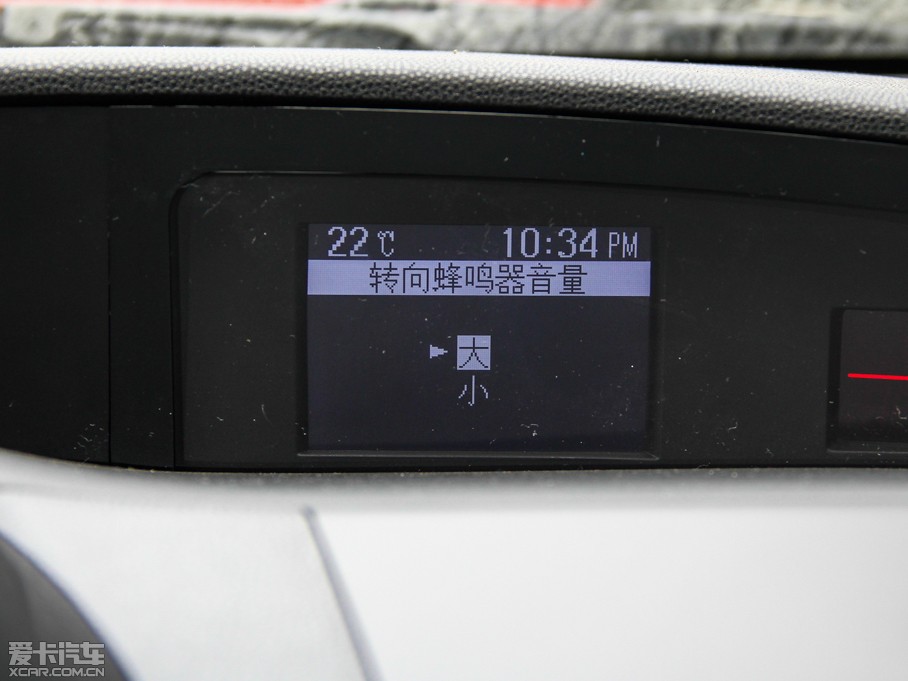 22℃ 10:34 PM
转向蜂鸣器音量
大
小
爱卡汽车
XCAR.COM.CN